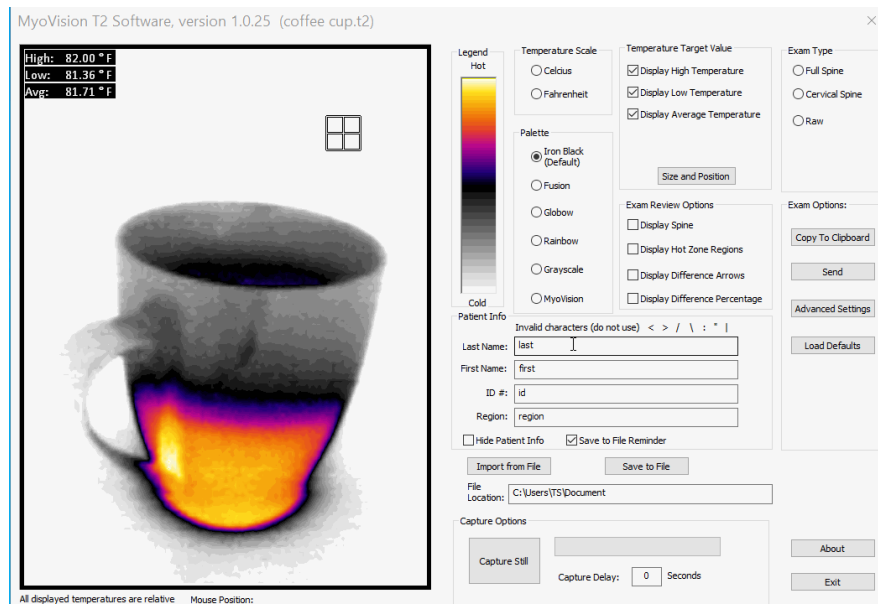 MyoVision T2 Software, version 1.0.25 (coffee cup.t2)
High: 82.00 ° F
Low: 81.36 ° F
Avg: 81.71 ° F
All displayed temperatures are relative
Mouse Position:
Legend
Hot
Cold
Temperature Scale
Celcius
Fahrenheit
Palette
Iron Black
(Default)
Fusion
Globow
Rainbow
Grayscale
MyoVision
Temperature Target Value
Display High Temperature
Display Low Temperature
Display Average Temperature
Size and Position
Exam Review Options
Display Spine
Display Hot Zone Regions
Display Difference Arrows
Display Difference Percentage
Exam Type
Full Spine
Cervical Spine
Raw
Exam Options:
Copy To Clipboard
Send
Advanced Settings
Load Defaults
Patient Info
Invalid characters (do not use) < > / \ : " |
Last Name: last
First Name: first
ID #: id
Region: region
Hide Patient Info
Save to File Reminder
Import from File
Save to File
File
Location: C:\Users\TS\Document
Capture Options
Capture Still
Capture Delay: 0 Seconds
About
Exit